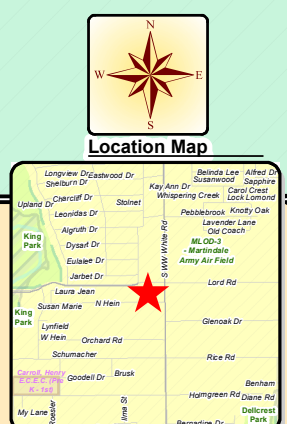 N
W E
S
Location Map
Longview Dr
Eastwood Dr
Belinda Lee
Alfred Dr
Shelburn Dr
Susanwood
Sapphire
Kay Ann Dr
Carol Crest
Charcliff Dr
Whispering Creek
Lock Lomond
Upland Dr
Stolnet
Leonidas Dr
Pebblebrook
Knotty Oak
Lavender Lane
Algruth Dr
Old Coach
King
Park
Dysart Dr
MLOD-3
- Martindale
Army Air Field
Eulalee Dr
S WW White Rd
Jarbet Dr
Lord Rd
Laura Jean
Susan Marie
N Hein
King
Park
Lynfield
Glenoak Dr
W Hein
Orchard Rd
Schumacher
Rice Rd
Carroll, Henry
E.C.E.C. (Pre
K - 1st)
Goodell Dr
Brusk
Benham
Holmgreen Rd
Diane Rd
My Lane
Roesler
Dellcrest
Park
Bernadine Dr